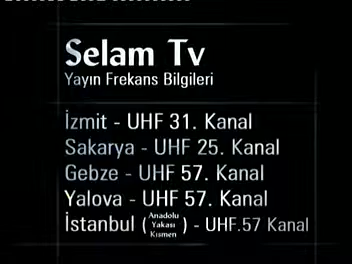 Selam Tv
Yayın Frekans Bilgileri
İzmit - UHF 31. Kanal
Sakarya - UHF 25. Kanal
Gebze - UHF 57. Kanal
Yalova - UHF 57. Kanal
İstanbul (Anadolu Yakası Kısmen) - UHF.57 Kanal